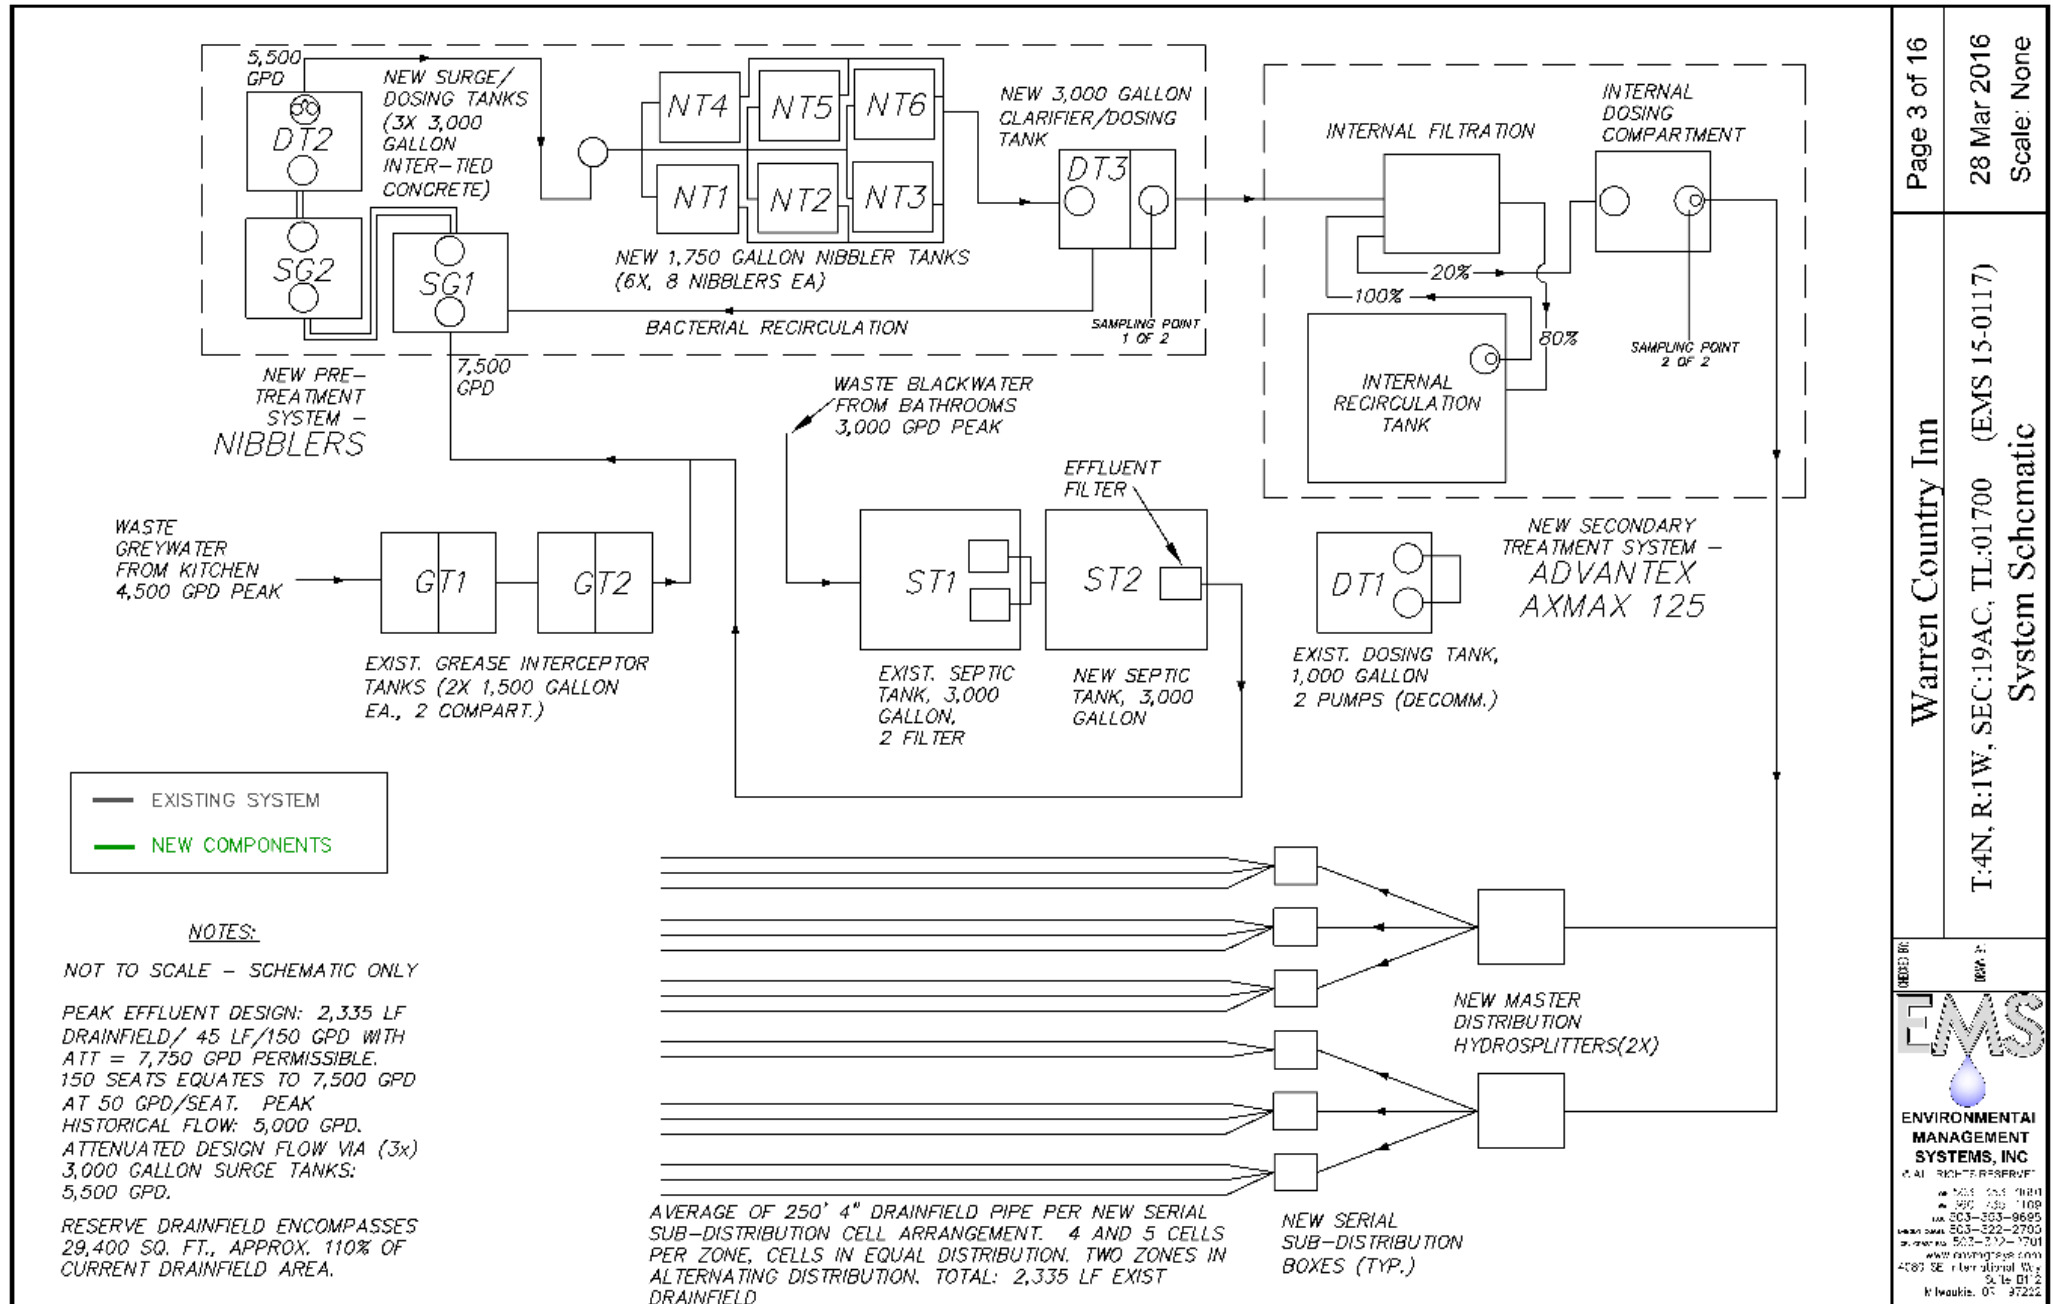 5,500
GPD
NEW SURGE/
DOSING TANKS
(3X 3,000
GALLON
INTER-TIED
CONCRETE)
DT2
SG2
SG1
NT4
NT5
NT6
NT1
NT2
NT3
NEW 1,750 GALLON NIBBLER TANKS
(6X, 8 NIBBLERS EA)
NEW 3,000 GALLON
CLARIFIER/DOSING
TANK
DT3
BACTERIAL RECIRCULATION
SAMPLING POINT
1 OF 2
INTERNAL FILTRATION
INTERNAL
DOSING
COMPARTMENT
20%
100%
80%
SAMPLING POINT
2 OF 2
INTERNAL
RECIRCULATION
TANK
NEW PRE-
TREATMENT
SYSTEM -
NIBBLERS
7,500
GPD
WASTE BLACKWATER
FROM BATHROOMS
3,000 GPD PEAK
EFFLUENT
FILTER
WASTE
GREYWATER
FROM KITCHEN
4,500 GPD PEAK
GT1
GT2
ST1
ST2
DT1
NEW SECONDARY
TREATMENT SYSTEM -
ADVANTEX
AXMAX 125
EXIST. GREASE INTERCEPTOR
TANKS (2X 1,500 GALLON
EA., 2 COMPART.)
EXIST. SEPTIC
TANK, 3,000
GALLON,
2 FILTER
NEW SEPTIC
TANK, 3,000
GALLON
EXIST. DOSING TANK,
1,000 GALLON
2 PUMPS (DECOMM.)
EXISTING SYSTEM
NEW COMPONENTS
NOTES:
NOT TO SCALE - SCHEMATIC ONLY
PEAK EFFLUENT DESIGN: 2,335 LF
DRAINFIELD/ 45 LF/150 GPD WITH
ATT = 7,750 GPD PERMISSIBLE.
150 SEATS EQUATES TO 7,500 GPD
AT 50 GPD/SEAT. PEAK
HISTORICAL FLOW: 5,000 GPD.
ATTENUATED DESIGN FLOW VIA (3x)
3,000 GALLON SURGE TANKS:
5,500 GPD.
RESERVE DRAINFIELD ENCOMPASSES
29,400 SQ. FT., APPROX. 110% OF
CURRENT DRAINFIELD AREA.
NEW MASTER
DISTRIBUTION
HYDROSPLITTERS(2X)
AVERAGE OF 250' 4" DRAINFIELD PIPE PER NEW SERIAL
SUB-DISTRIBUTION CELL ARRANGEMENT. 4 AND 5 CELLS
PER ZONE, CELLS IN EQUAL DISTRIBUTION. TWO ZONES IN
ALTERNATING DISTRIBUTION. TOTAL: 2,335 LF EXIST
DRAINFIELD
NEW SERIAL
SUB-DISTRIBUTION
BOXES (TYP.)
Page 3 of 16
28 Mar 2016
Scale: None
Warren Country Inn
T:4N, R:1W, SEC:19AC, TL:01700 (EMS 15-0117)
System Schematic
CHECKED BY:
DRAWN BY:
EMS
ENVIRONMENTAL
MANAGEMENT
SYSTEMS, INC
503-353-9695
503-322-2700
Milwaukie, OR 97222